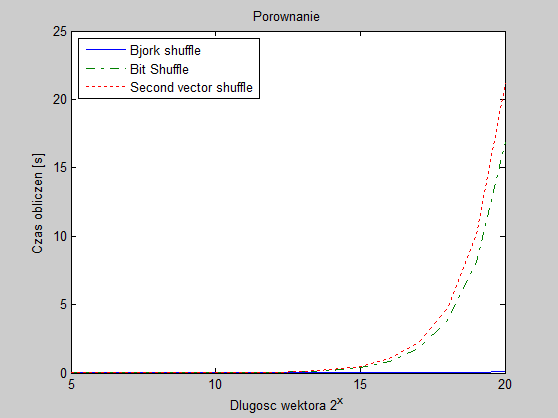 Porownanie
25
20
15
10
5
0
Bjork shuffle
Bit Shuffle
Second vector shuffle
Czas obliczen [s]
5 10 15 20
Dlugosc wektora 2^x